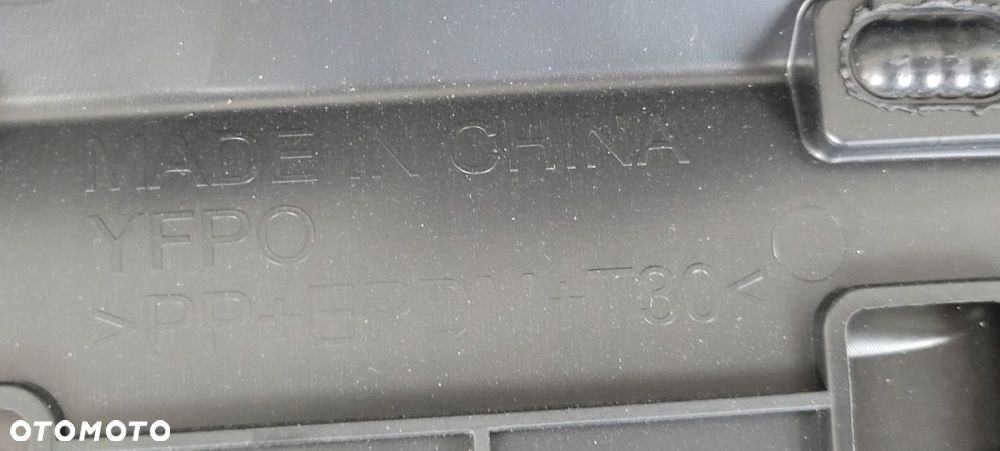 MADE IN CHINA
YFPO
>PP+EPDM+T30<
OTOMOTO